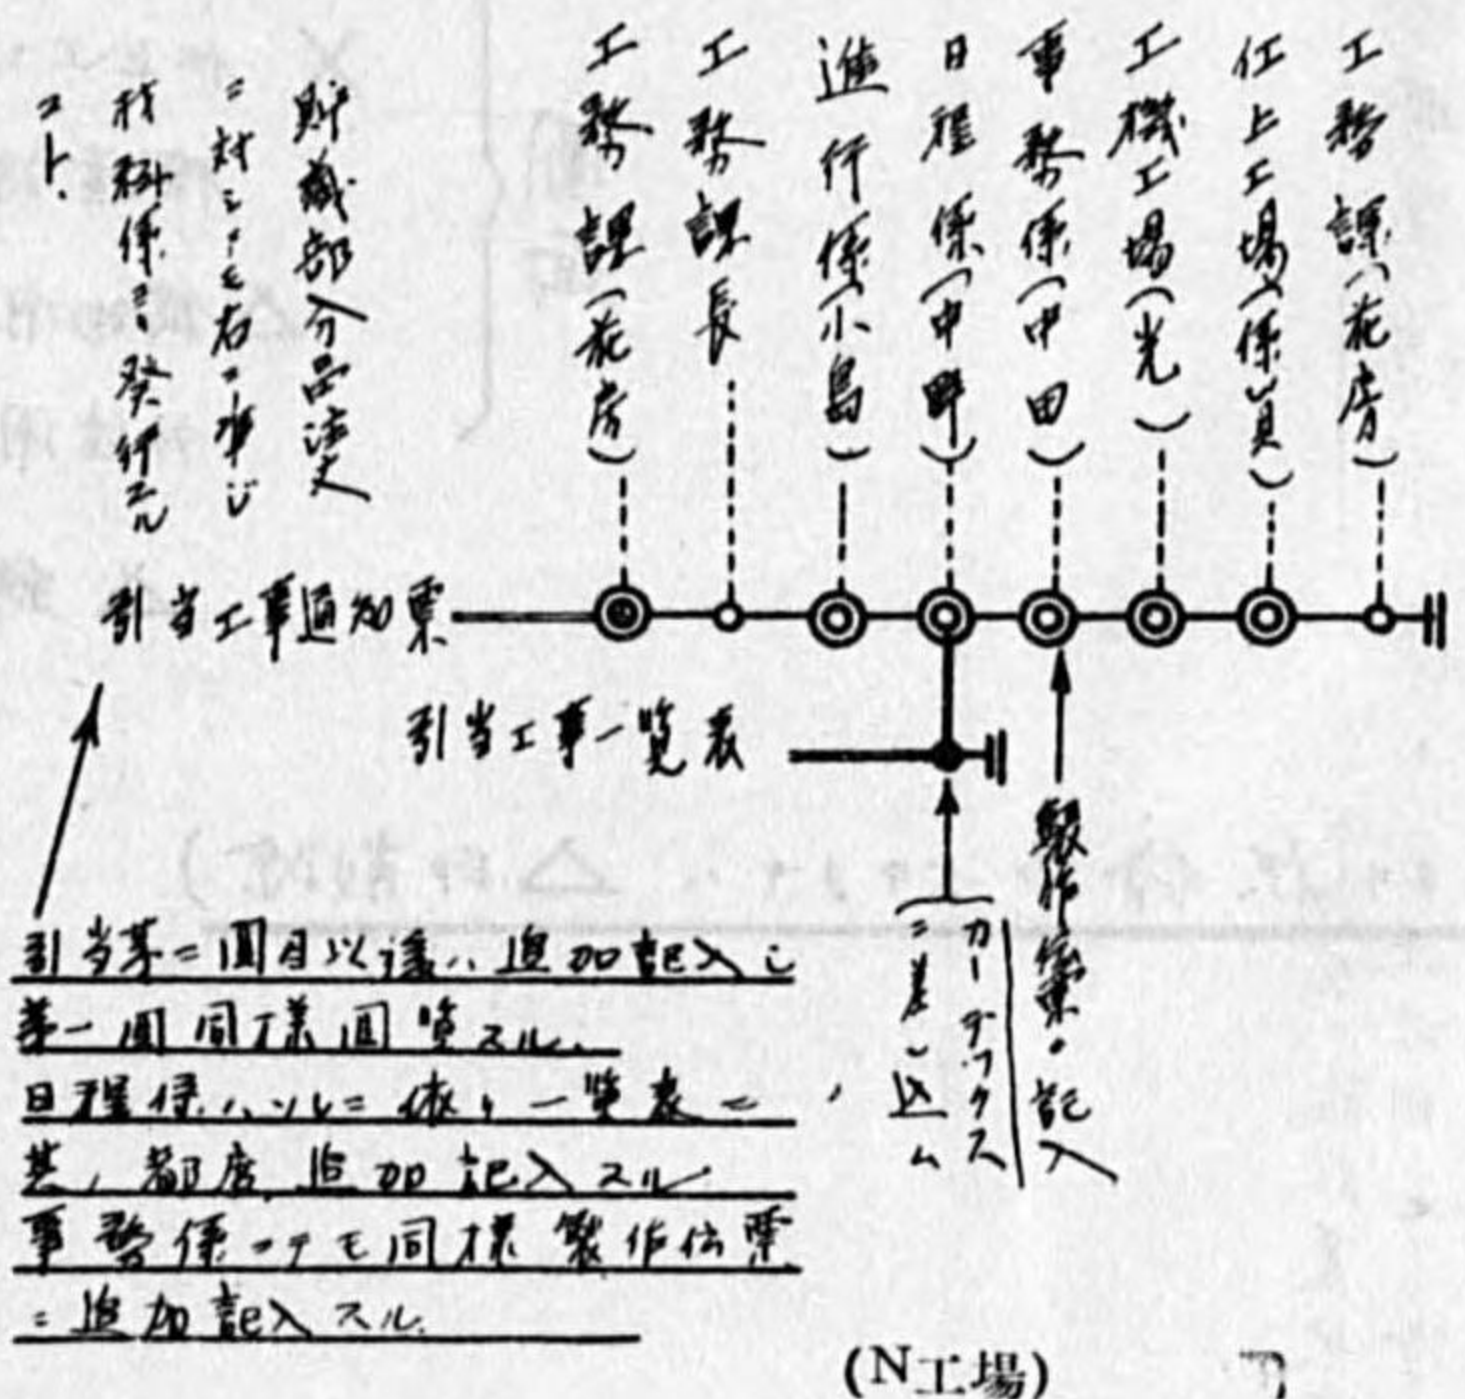 工務課(花房)
仕上工場(係員)
工機工場(光)
事務係(中田)
日程係(中野)
進行係(小島)
工務課長
工務課(花房)
貯蔵部分品注文
ニ対シテモ右ニ準ジ
材料係ヨリ発行スル
コト.
引当工事通知票
引当工事一覧表
製作伝票ニ記入
カーデックス
ニ差シ込ム
引当第二回目以後ハ追加記入シ
第一回同様回覧スル.
日程係ハソレニ依リ一覧表ニ
其ノ都度追加記入スル
事務係ニテモ同様製作伝票
ニ追加記入スル.
(N工場)